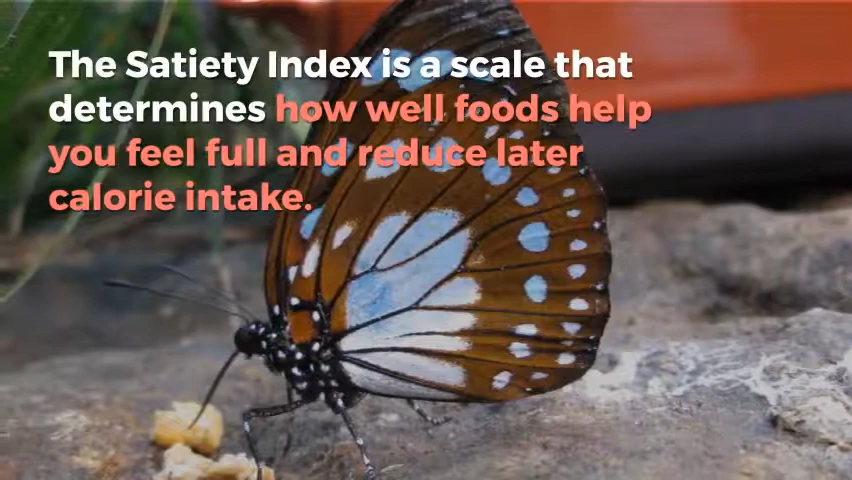 The Satiety Index is a scale that
determines how well foods help
you feel full and reduce later
calorie intake.